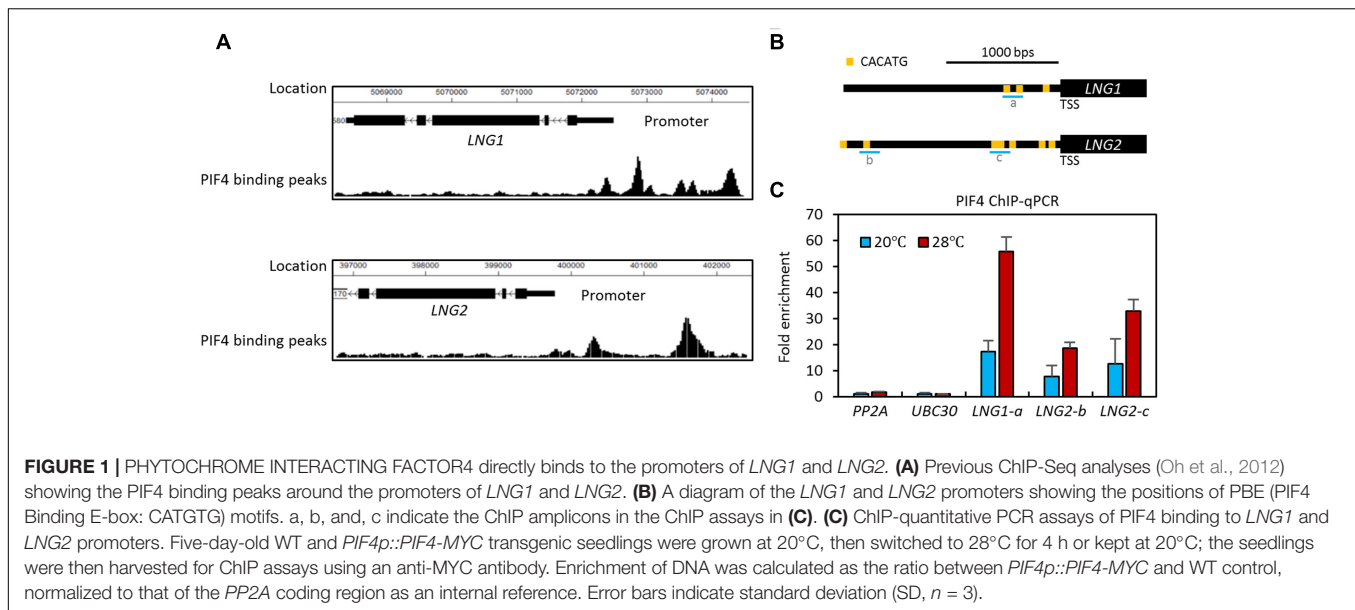 A
Location
5069000 5070000 5071000 5072000 5073000 5074000
580
LNG1
Promoter
PIF4 binding peaks
Location
397000 398000 399000 400000 401000 402000
170
LNG2
Promoter
PIF4 binding peaks
B
1000 bps
CACATG
LNG1
a
TSS
LNG2
b
c
TSS
C
PIF4 ChIP-qPCR
Fold enrichment
70
60
50
40
30
20
10
0
20°C 28°C
PP2A UBC30 LNG1-a LNG2-b LNG2-c
FIGURE 1 | PHYTOCHROME INTERACTING FACTOR4 directly binds to the promoters of LNG1 and LNG2. (A) Previous ChIP-Seq analyses (Oh et al., 2012)
showing the PIF4 binding peaks around the promoters of LNG1 and LNG2. (B) A diagram of the LNG1 and LNG2 promoters showing the positions of PBE (PIF4
Binding E-box: CATGTG) motifs. a, b, and, c indicate the ChIP amplicons in the ChIP assays in (C). (C) ChIP-quantitative PCR assays of PIF4 binding to LNG1 and
LNG2 promoters. Five-day-old WT and PIF4p::PIF4-MYC transgenic seedlings were grown at 20°C, then switched to 28°C for 4 h or kept at 20°C; the seedlings
were then harvested for ChIP assays using an anti-MYC antibody. Enrichment of DNA was calculated as the ratio between PIF4p::PIF4-MYC and WT control,
normalized to that of the PP2A coding region as an internal reference. Error bars indicate standard deviation (SD, n = 3).